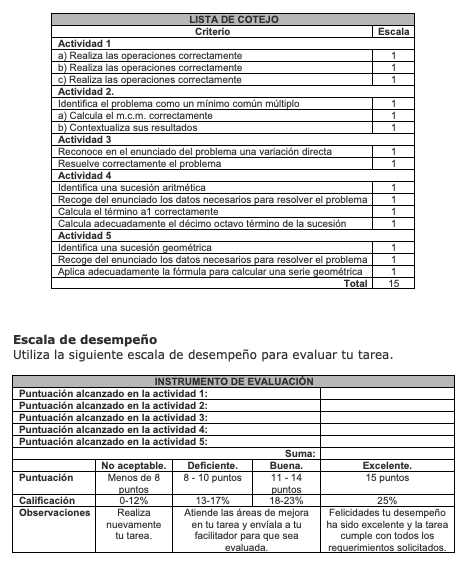 LISTA DE COTEJO
Criterio Escala
Actividad 1
a) Realiza las operaciones correctamente 1
b) Realiza las operaciones correctamente 1
c) Realiza las operaciones correctamente 1
Actividad 2.
Identifica el problema como un mínimo común múltiplo 1
a) Calcula el m.c.m. correctamente 1
b) Contextualiza sus resultados 1
Actividad 3
Reconoce en el enunciado del problema una variación directa 1
Resuelve correctamente el problema 1
Actividad 4
Identifica una sucesión aritmética 1
Recoge del enunciado los datos necesarios para resolver el problema 1
Calcula el término a1 correctamente 1
Calcula adecuadamente el décimo octavo término de la sucesión 1
Actividad 5
Identifica una sucesión geométrica 1
Recoge del enunciado los datos necesarios para resolver el problema 1
Aplica adecuadamente la fórmula para calcular una serie geométrica 1
Total 15
Escala de desempeño
Utiliza la siguiente escala de desempeño para evaluar tu tarea.
INSTRUMENTO DE EVALUACIÓN
Puntuación alcanzado en la actividad 1:
Puntuación alcanzado en la actividad 2:
Puntuación alcanzado en la actividad 3:
Puntuación alcanzado en la actividad 4:
Puntuación alcanzado en la actividad 5:
Suma:
No aceptable. Deficiente. Buena. Excelente.
Puntuación Menos de 8 8 - 10 puntos 11 - 14 15 puntos
puntos puntos
Calificación 0-12% 13-17% 18-23% 25%
Observaciones Realiza Atiende las áreas de mejora Felicidades tu desempeño
nuevamente en tu tarea y envíala a tu ha sido excelente y la tarea
tu tarea. facilitador para que sea cumple con todos los
evaluada. requerimientos solicitados.